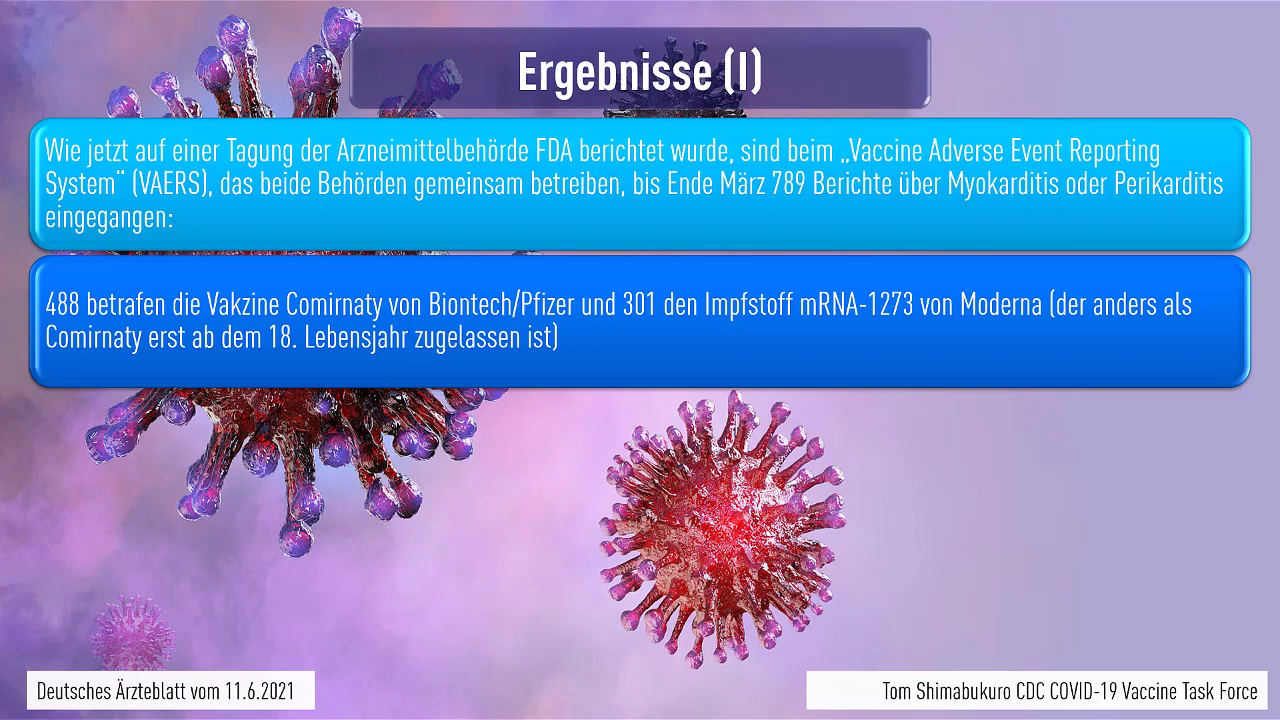 Ergebnisse (I)
Wie jetzt auf einer Tagung der Arzneimittelbehörde FDA berichtet wurde, sind beim „Vaccine Adverse Event Reporting
System“ (VAERS), das beide Behörden gemeinsam betreiben, bis Ende März 789 Berichte über Myokarditis oder Perikarditis
eingegangen:
488 betrafen die Vakzine Comirnaty von Biontech/Pfizer und 301 den Impfstoff mRNA-1273 von Moderna (der anders als
Comirnaty erst ab dem 18. Lebensjahr zugelassen ist)
Deutsches Ärzteblatt vom 11.6.2021
Tom Shimabukuro CDC COVID-19 Vaccine Task Force